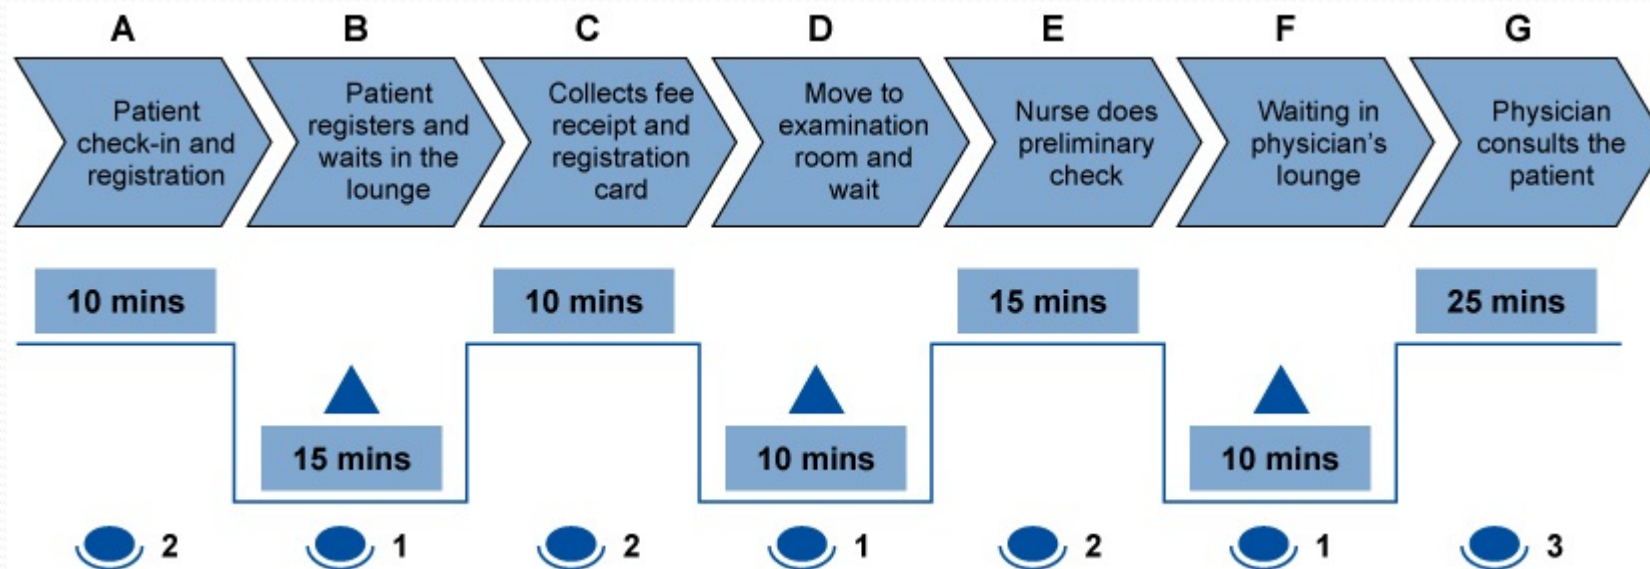 A B C D E F G
Patient
check-in and
registration
Patient
registers and
waits in the
lounge
Collects fee
receipt and
registration
card
Move to
examination
room and
wait
Nurse does
preliminary
check
Waiting in
physician's
lounge
Physician
consults the
patient
10 mins
10 mins
15 mins
25 mins
15 mins
10 mins
10 mins
2 1 2 1 2 1 3